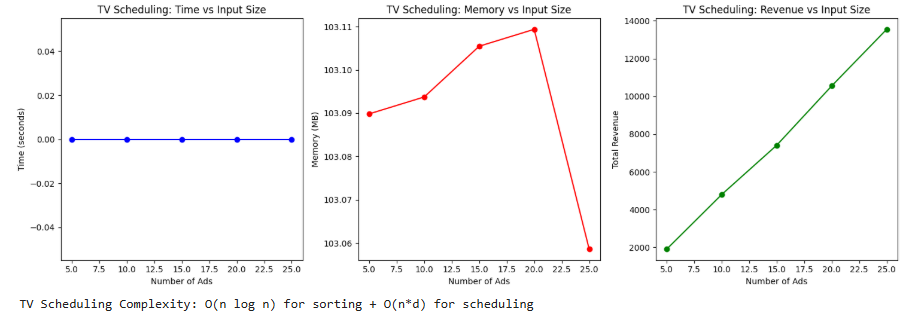 TV Scheduling: Time vs Input Size
0.04
0.02
0.00
−0.02
−0.04
Time (seconds)
5.0 7.5 10.0 12.5 15.0 17.5 20.0 22.5 25.0
Number of Ads
TV Scheduling: Memory vs Input Size
103.11
103.10
103.09
103.08
103.07
103.06
Memory (MB)
5.0 7.5 10.0 12.5 15.0 17.5 20.0 22.5 25.0
Number of Ads
TV Scheduling: Revenue vs Input Size
14000
12000
10000
8000
6000
4000
2000
Total Revenue
5.0 7.5 10.0 12.5 15.0 17.5 20.0 22.5 25.0
Number of Ads
TV Scheduling Complexity: O(n log n) for sorting + O(n*d) for scheduling